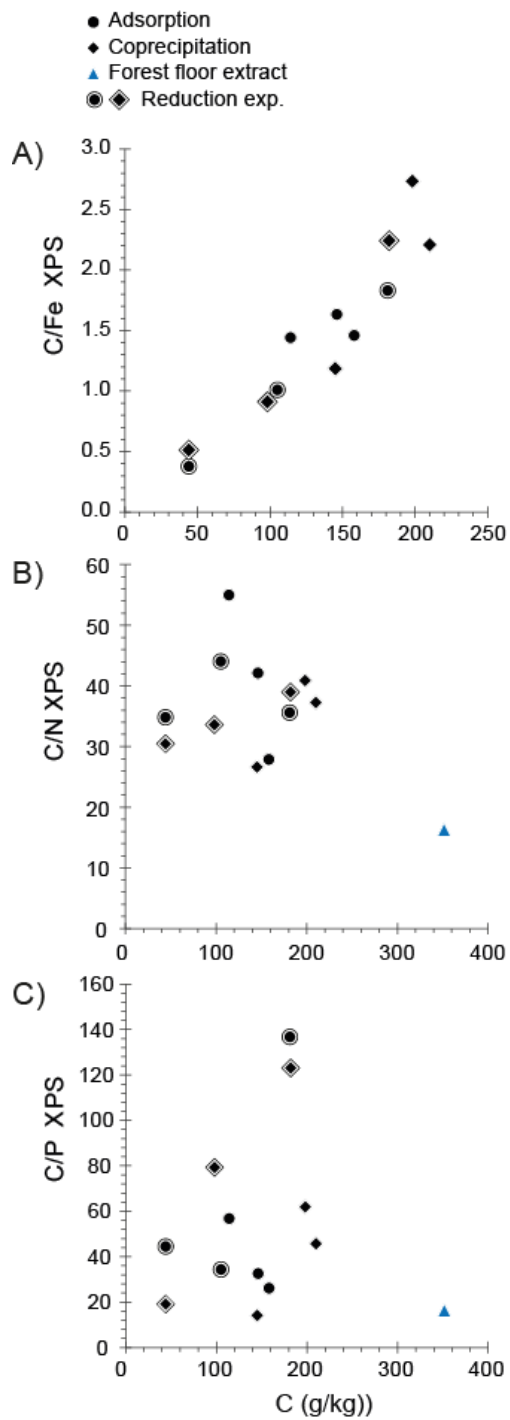 Adsorption
Coprecipitation
Forest floor extract
Reduction exp.
A)
3.0
2.5
2.0
1.5
1.0
0.5
0.0
C/Fe XPS
0 50 100 150 200 250
B)
60
50
40
30
20
10
0
C/N XPS
0 100 200 300 400
C)
160
140
120
100
80
60
40
20
0
C/P XPS
0 100 200 300 400
C (g/kg))